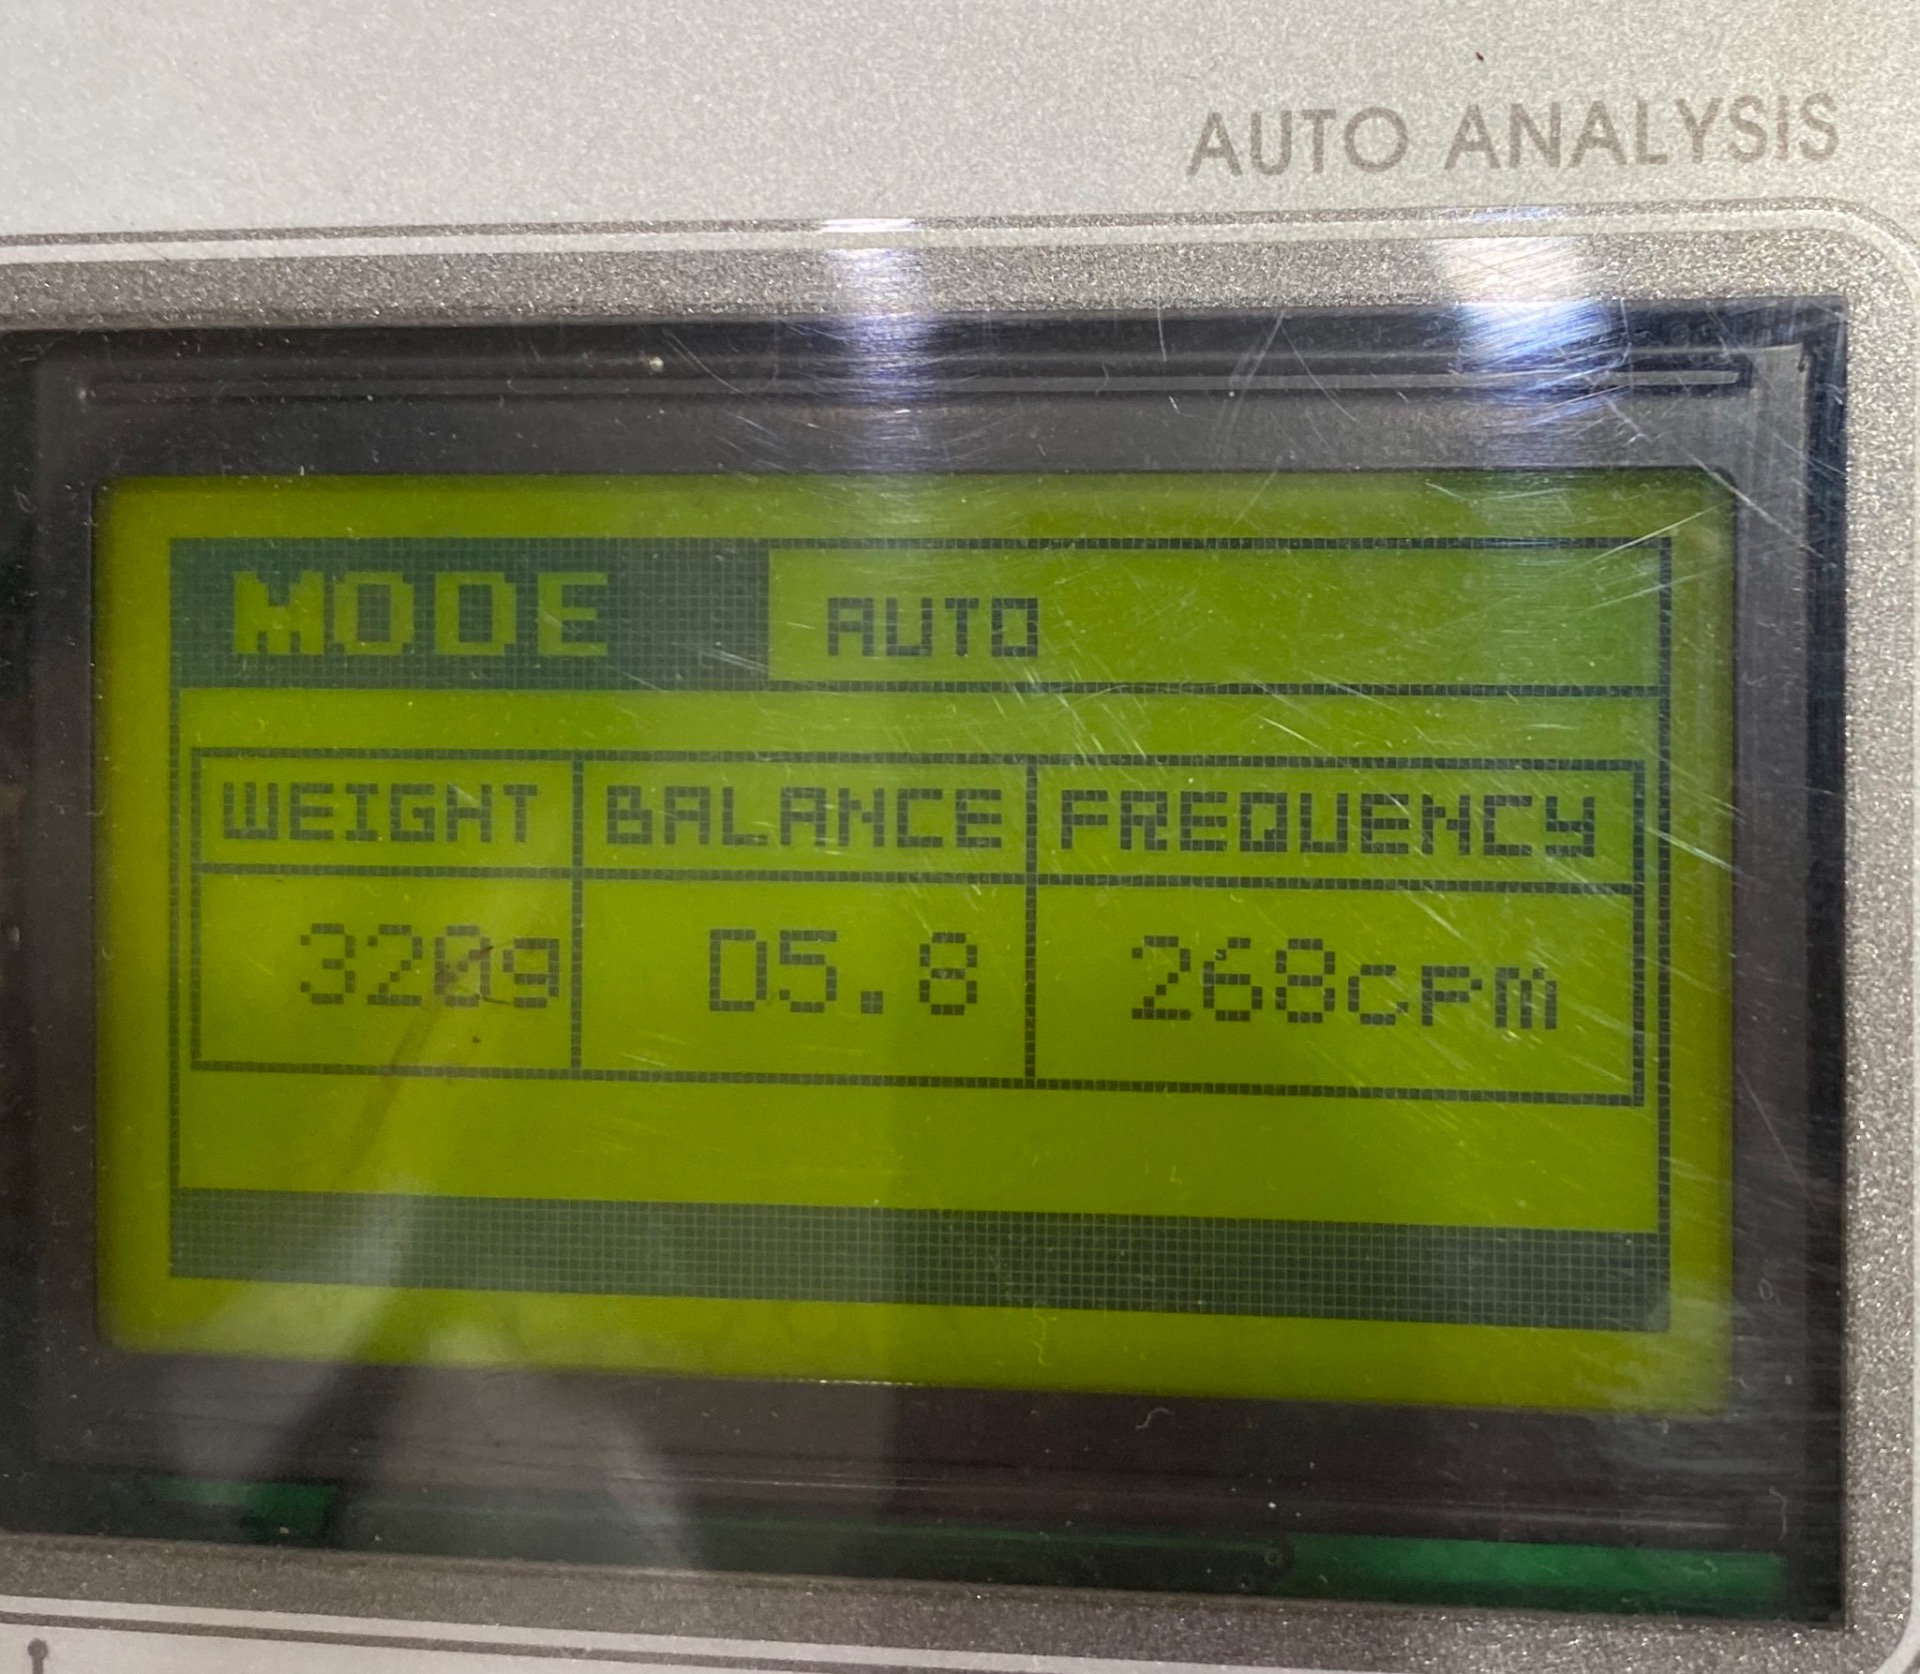 AUTO ANALYSIS
MODE AUTO
WEIGHT BALANCE FREQUENCY
320g D5.8 268cpm